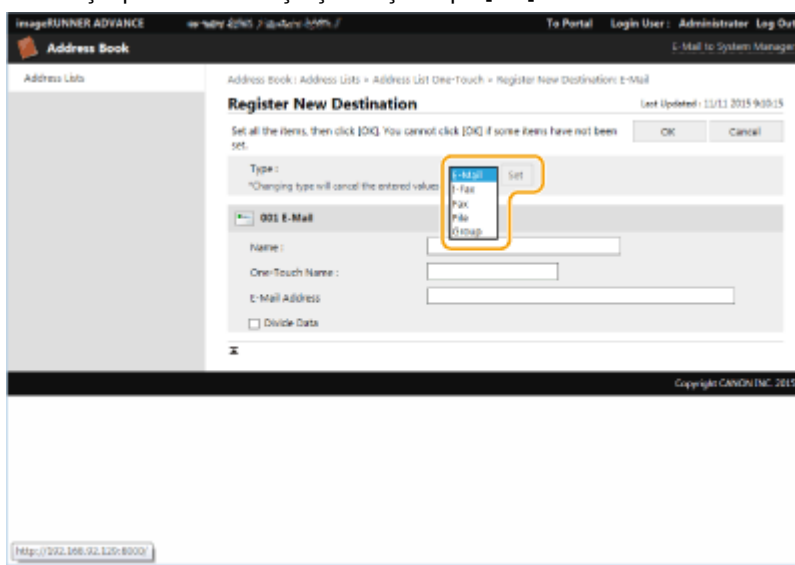 imageRUNNER ADVANCE To Portal Login User : Administrator Log Out
Address Book E-Mail to System Manager
Address Lists
Address Book : Address Lists > Address List One-Touch > Register New Destination: E-Mail
Register New Destination Last Updated : 11/11 2015 9:10:15
Set all the items, then click [OK]. You cannot click [OK] if some items have not been set. OK Cancel
Type :
*Changing type will cancel the entered values
E-Mail Set
I-Fax
Fax
File
Group
001 E-Mail
Name :
One-Touch Name :
E-Mail Address
Divide Data
Copyright CANON INC. 2015
http://192.168.92.129:8000/